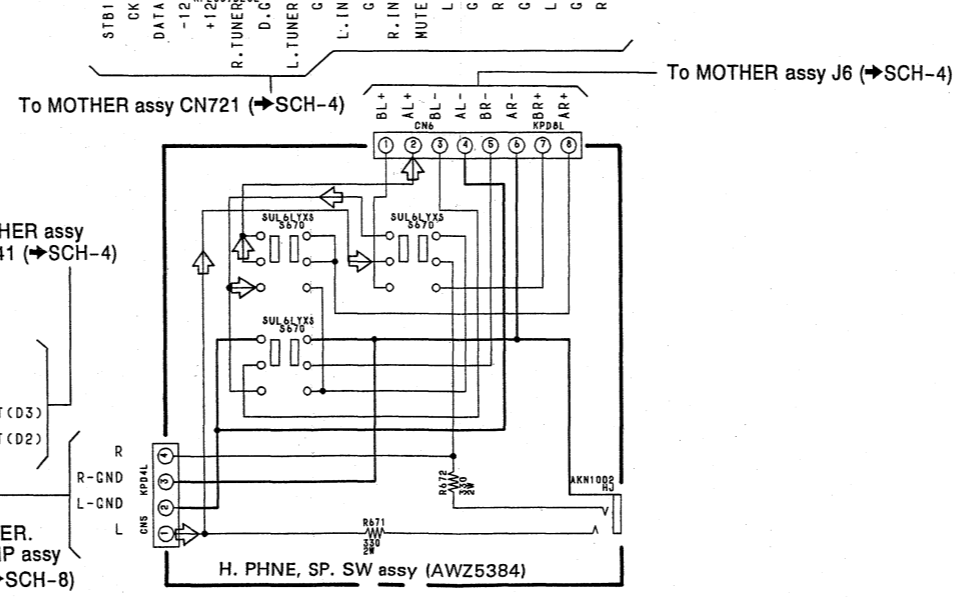 STB1
CK
DATA
-12
+12
R.TUNER
D.G
L.TUNER
G
L.IN
G
R.IN
MUTE
L
G
R
G
L
G
R
To MOTHER assy CN721 (➔SCH-4)
To MOTHER assy J6 (➔SCH-4)
BL+
AL+
BL-
AL-
BR-
AR-
BR+
AR+
CN6
KPD8L
1
2
3
4
5
6
7
8
HER assy
41 (➔SCH-4)
SUL6LYXS
S670
SUL6LYXS
S670
SUL6LYXS
S670
T(D3)
T(D2)
R
R-GND
L-GND
L
KPD4L
CN5
4
3
2
1
R672
330
2W
AKN1002
HJ
R671
330
2W
ER.
IP assy
➔SCH-8)
H. PHNE, SP. SW assy (AWZ5384)